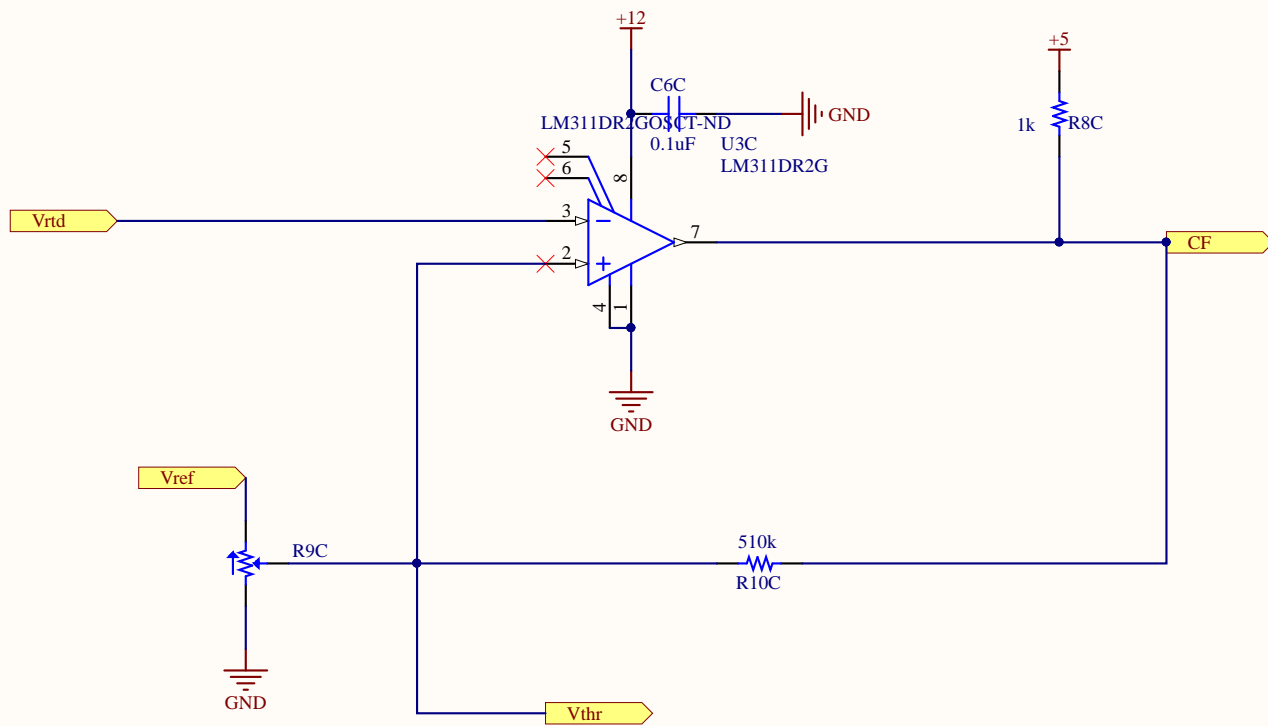 +12
+5
C6C
GND
LM311DR2GOSCT-ND
1k
R8C
0.1uF
U3C
LM311DR2G
5
6
8
Vrtd
3
7
CF
2
4
1
GND
Vref
R9C
510k
R10C
GND
Vthr